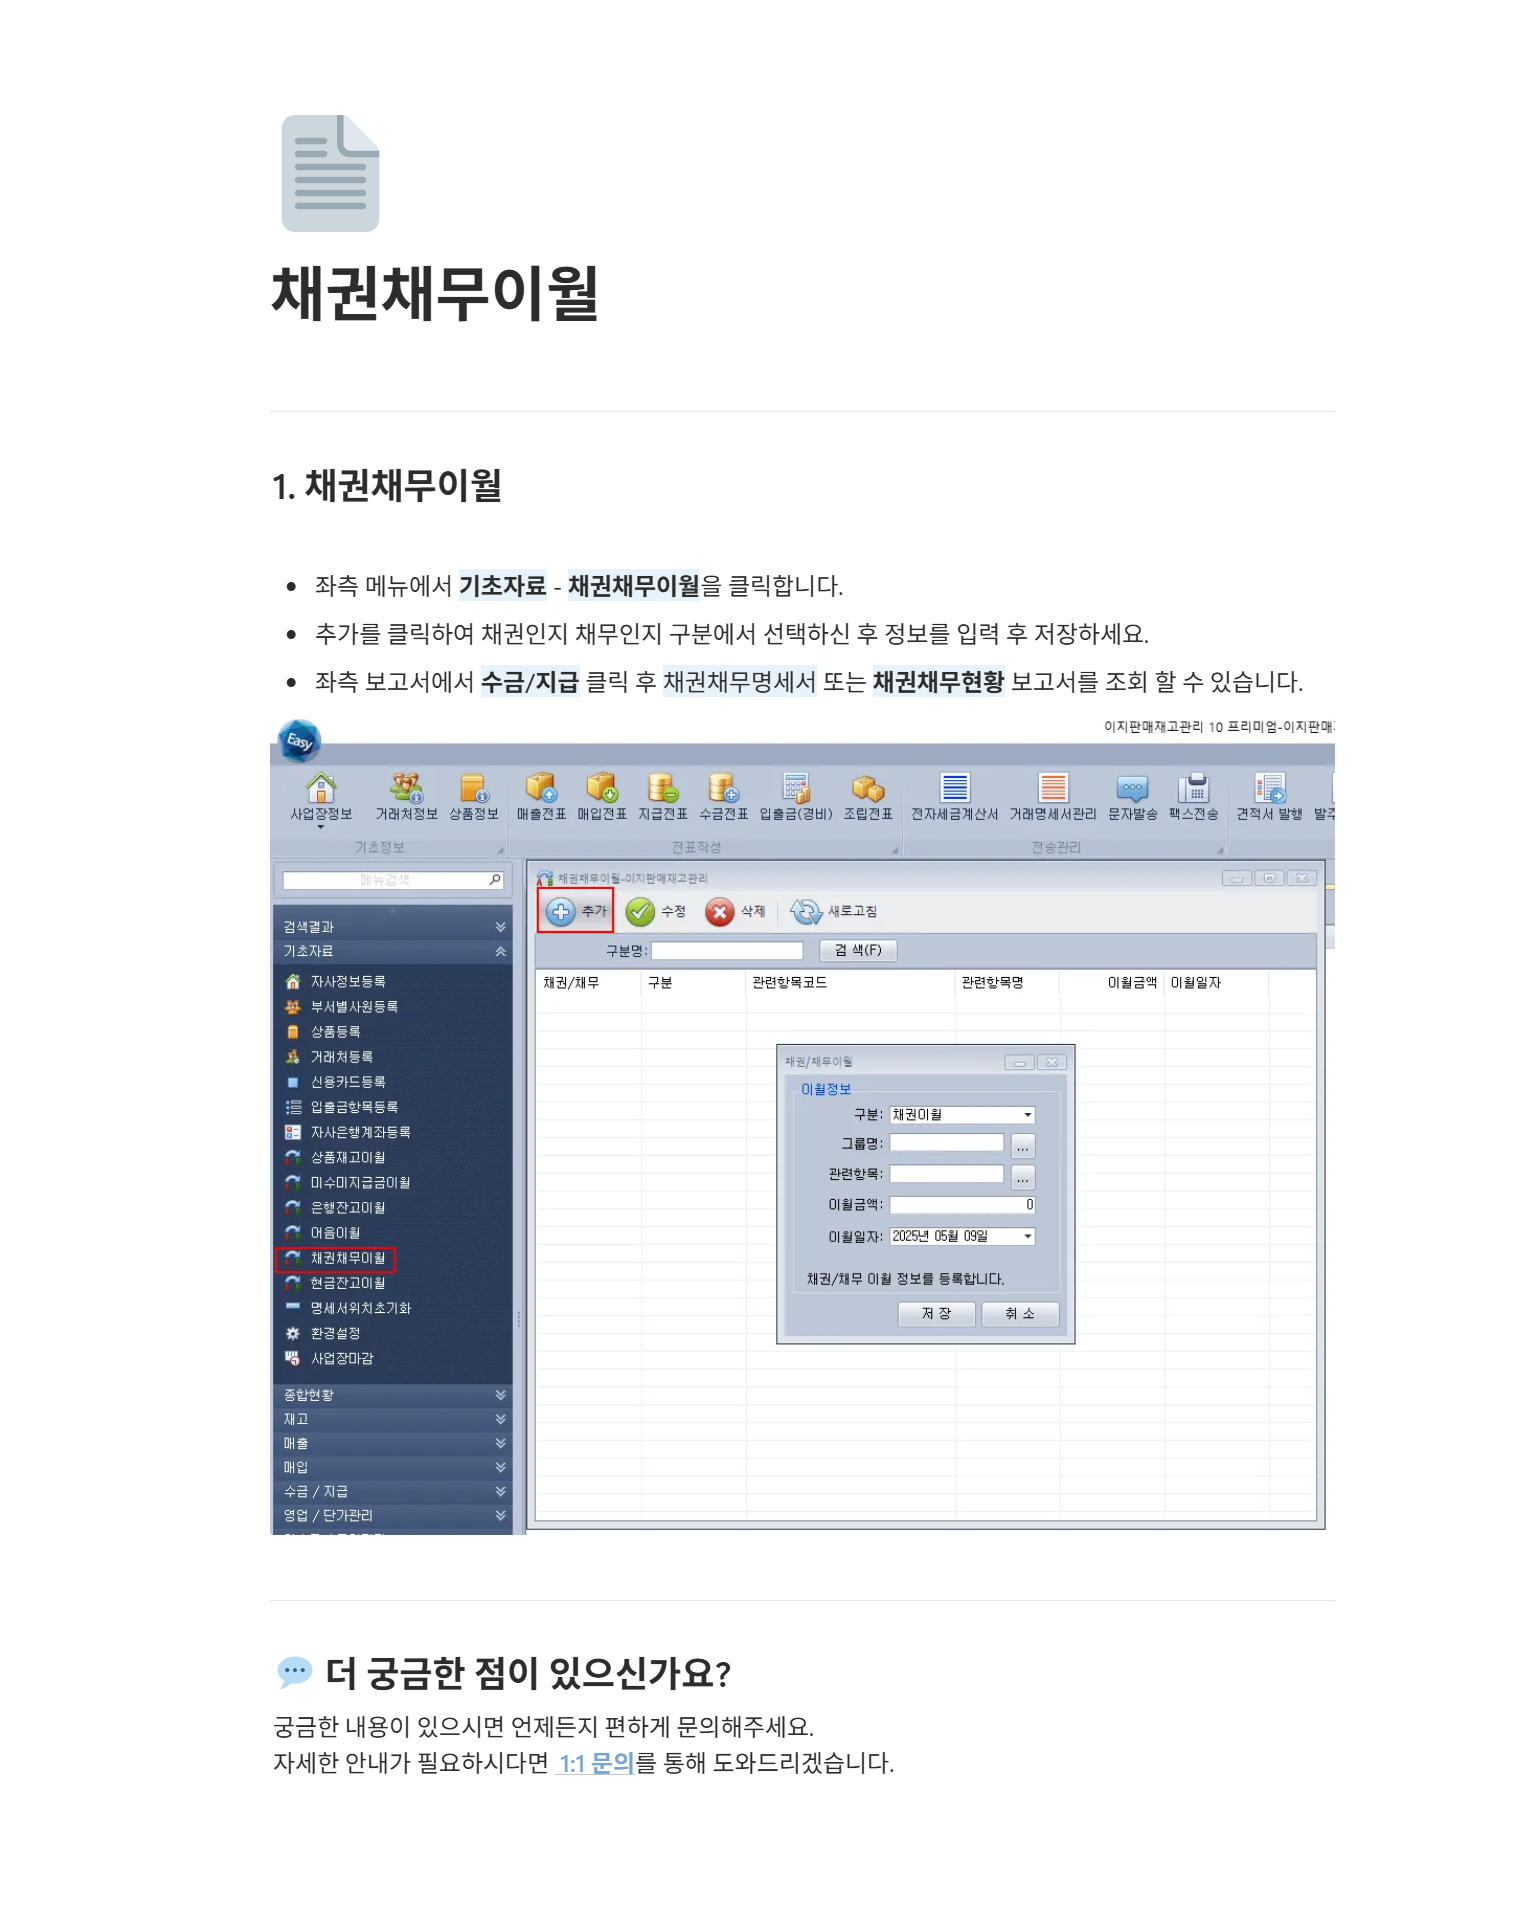 채권채무이월
1. 채권채무이월
좌측 메뉴에서 기초자료 - 채권채무이월을 클릭합니다.
추가를 클릭하여 채권인지 채무인지 구분에서 선택하신 후 정보를 입력 후 저장하세요.
좌측 보고서에서 수금/지급 클릭 후 채권채무명세서 또는 채권채무현황 보고서를 조회 할 수 있습니다.
Easy
이지판매재고관리 10 프리미엄-이지판매
사업장정보 거래처정보 상품정보 매출전표 매입전표 지급전표 수금전표 입출금(경비) 조립전표 전자세금계산서 거래명세서관리 문자발송 팩스전송 견적서 발행
기초정보 전표작성 전송관리
메뉴검색
검색결과
기초자료
자사정보등록
부서별사원등록
상품등록
거래처등록
신용카드등록
입출금항목등록
자사은행계좌등록
상품재고이월
미수미지급금이월
은행잔고이월
어음이월
채권채무이월
현금잔고이월
명세서위치초기화
환경설정
사업장마감
종합현황
재고
매출
매입
수금 / 지급
영업 / 단가관리
채권채무이월-이지판매재고관리
추가 수정 삭제 새로고침
구분명: 검 색(F)
채권/채무 구분 관련항목코드 관련항목명 이월금액 이월일자
채권/채무이월
이월정보
구분: 채권이월
그룹명: ...
관련항목: ...
이월금액: 0
이월일자: 2025년 05월 09일
채권/채무 이월 정보를 등록합니다.
저 장 취 소
더 궁금한 점이 있으신가요?
궁금한 내용이 있으시면 언제든지 편하게 문의해주세요.
자세한 안내가 필요하시다면 1:1 문의를 통해 도와드리겠습니다.